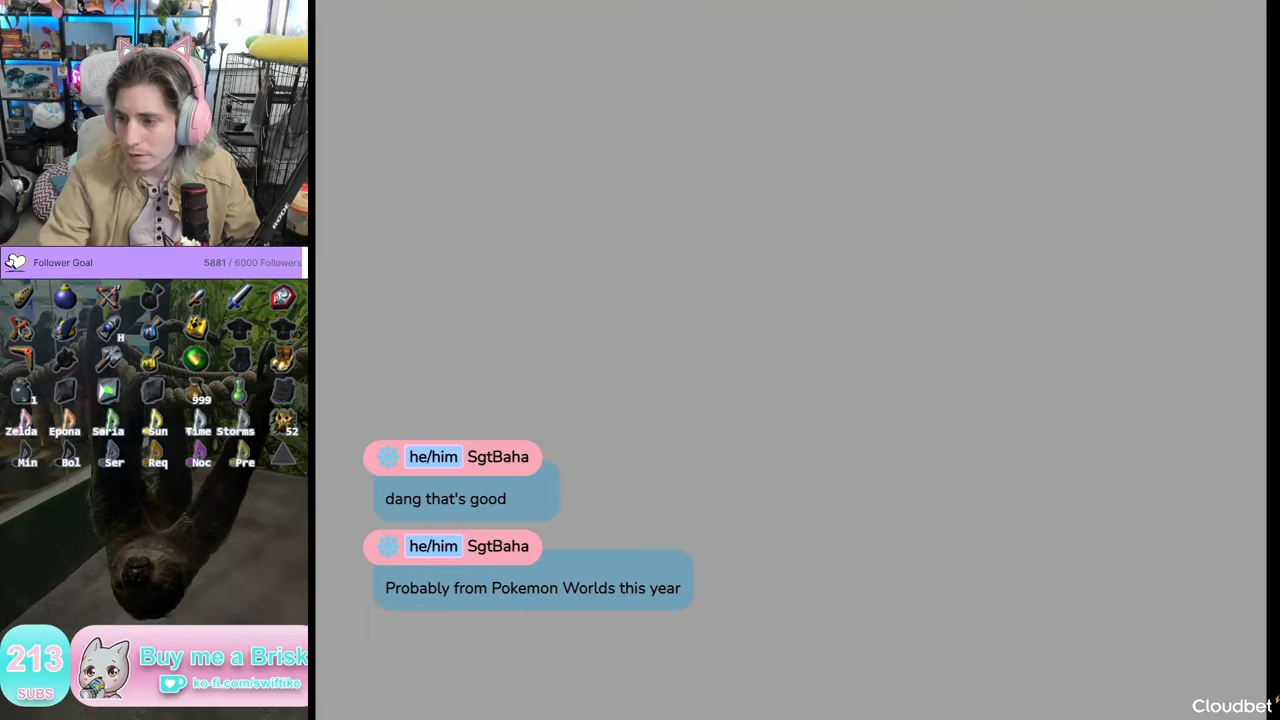 Follower Goal
5881 / 6000 Followers
H
1
999
Zelda Epona Saria Sun Time Storms 52
Min Bol Ser Req Noc Pre
213
SUBS
Buy me a Brisk
ko-fi.com/swiftike
he/him SgtBaha
dang that's good
he/him SgtBaha
Probably from Pokemon Worlds this year
Cloudbet
RODE